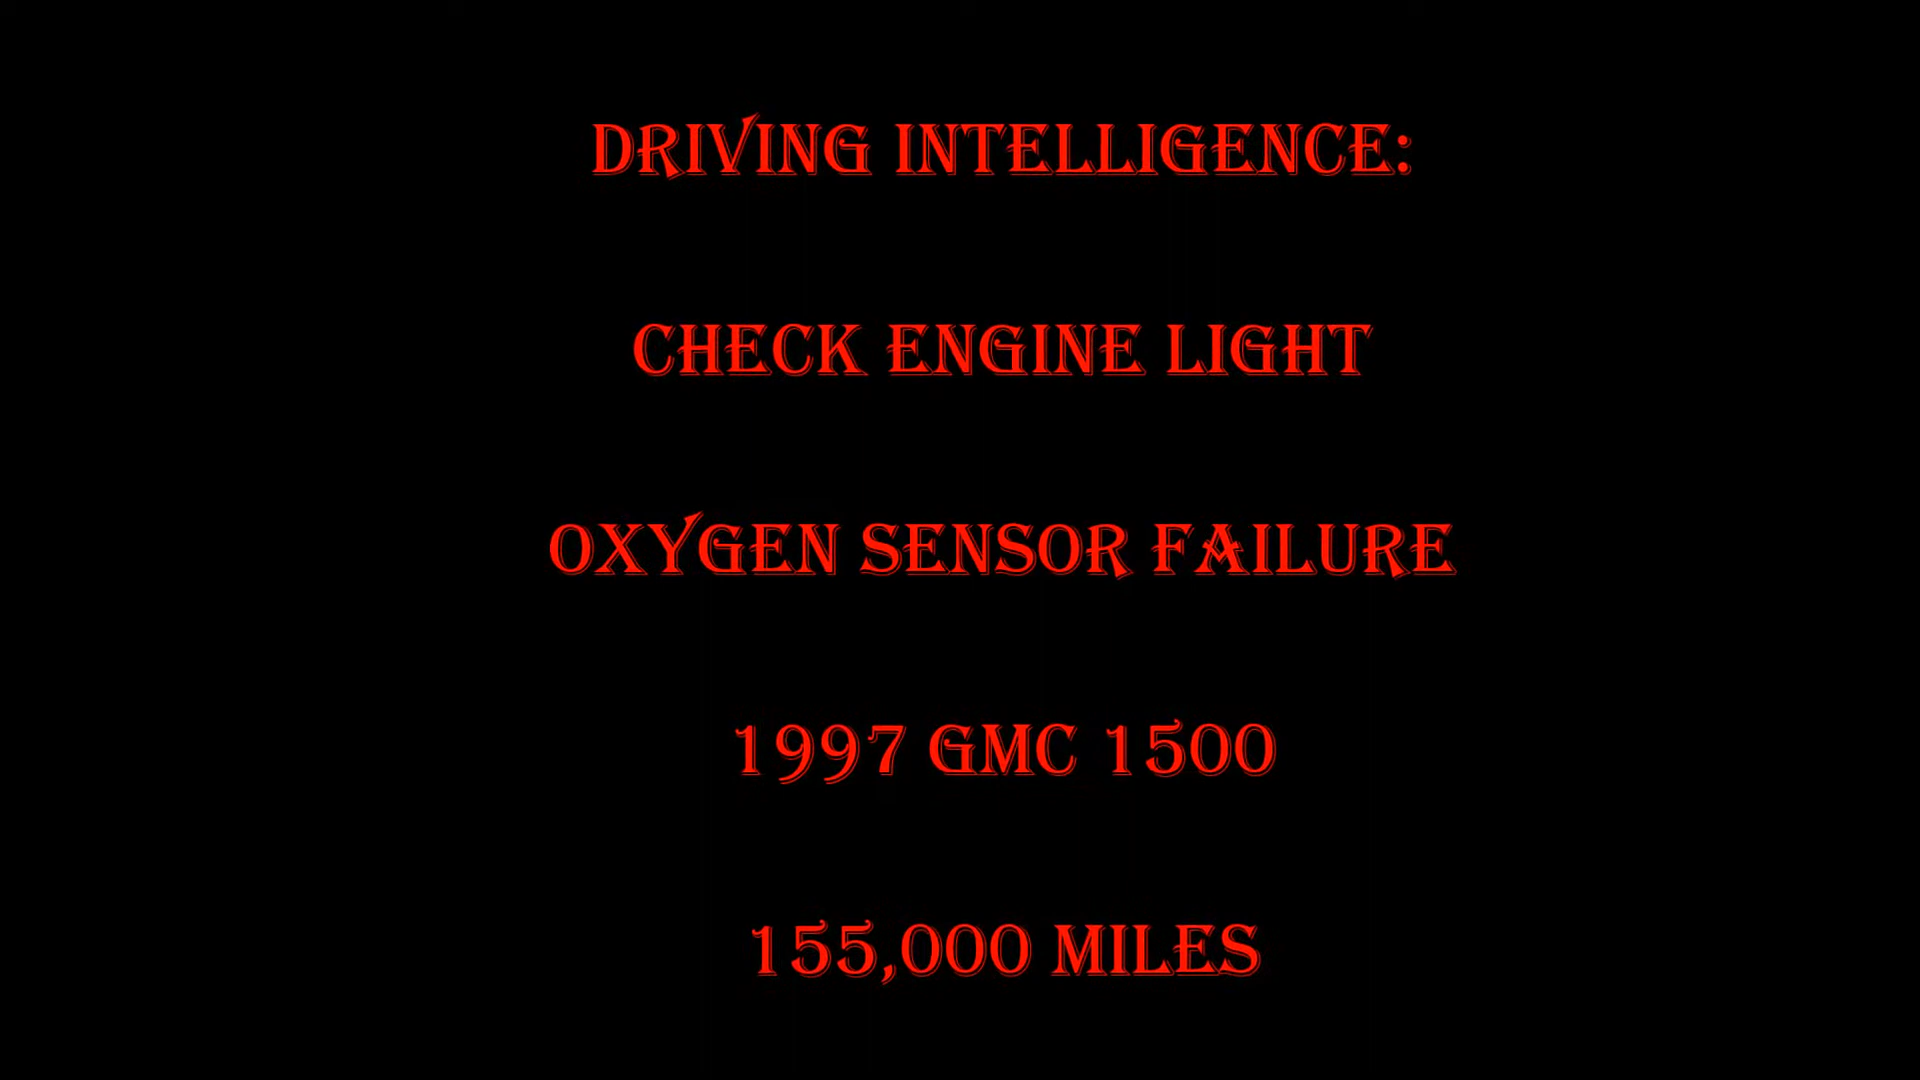 DRIVING INTELLIGENCE:
CHECK ENGINE LIGHT
OXYGEN SENSOR FAILURE
1997 GMC 1500
155,000 MILES